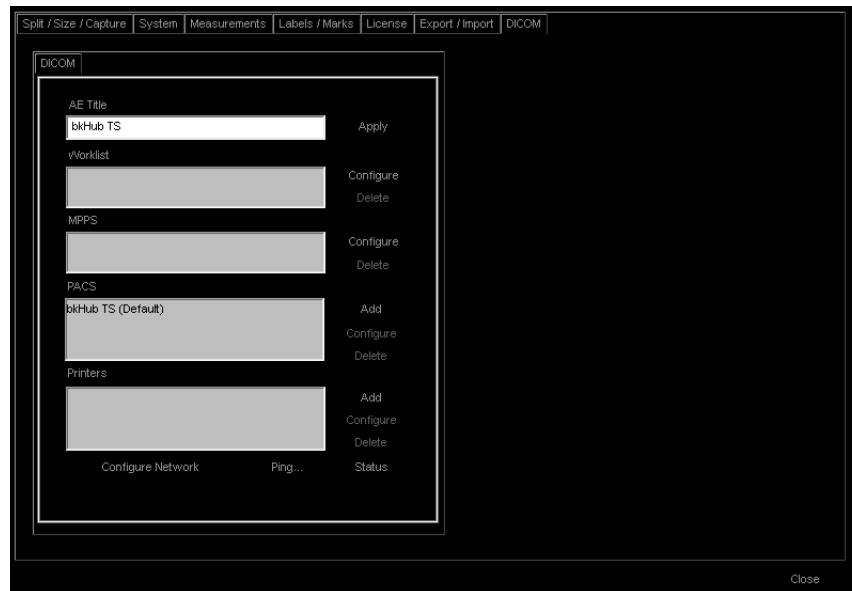 Split / Size / Capture System Measurements Labels / Marks License Export / Import DICOM
DICOM
AE Title
bkHub TS Apply
Worklist
Configure
Delete
MPPS
Configure
Delete
PACS
bkHub TS (Default) Add
Configure
Delete
Printers
Add
Configure
Delete
Configure Network Ping... Status
Close